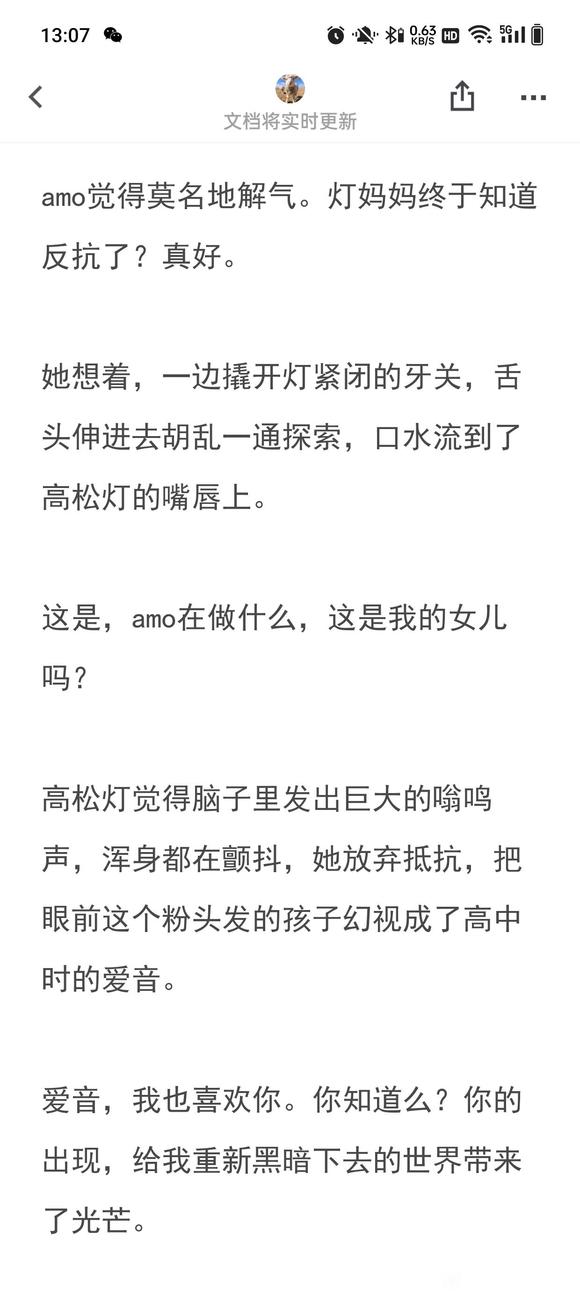 13:07
0.63
KB/S
HD
5G
文档将实时更新
amo觉得莫名地解气。灯妈妈终于知道
反抗了？真好。
她想着，一边撬开灯紧闭的牙关，舌
头伸进去胡乱一通探索，口水流到了
高松灯的嘴唇上。
这是，amo在做什么，这是我的女儿
吗？
高松灯觉得脑子里发出巨大的嗡鸣
声，浑身都在颤抖，她放弃抵抗，把
眼前这个粉头发的孩子幻视成了高中
时的爱音。
爱音，我也喜欢你。你知道么？你的
出现，给我重新黑暗下去的世界带来
了光芒。